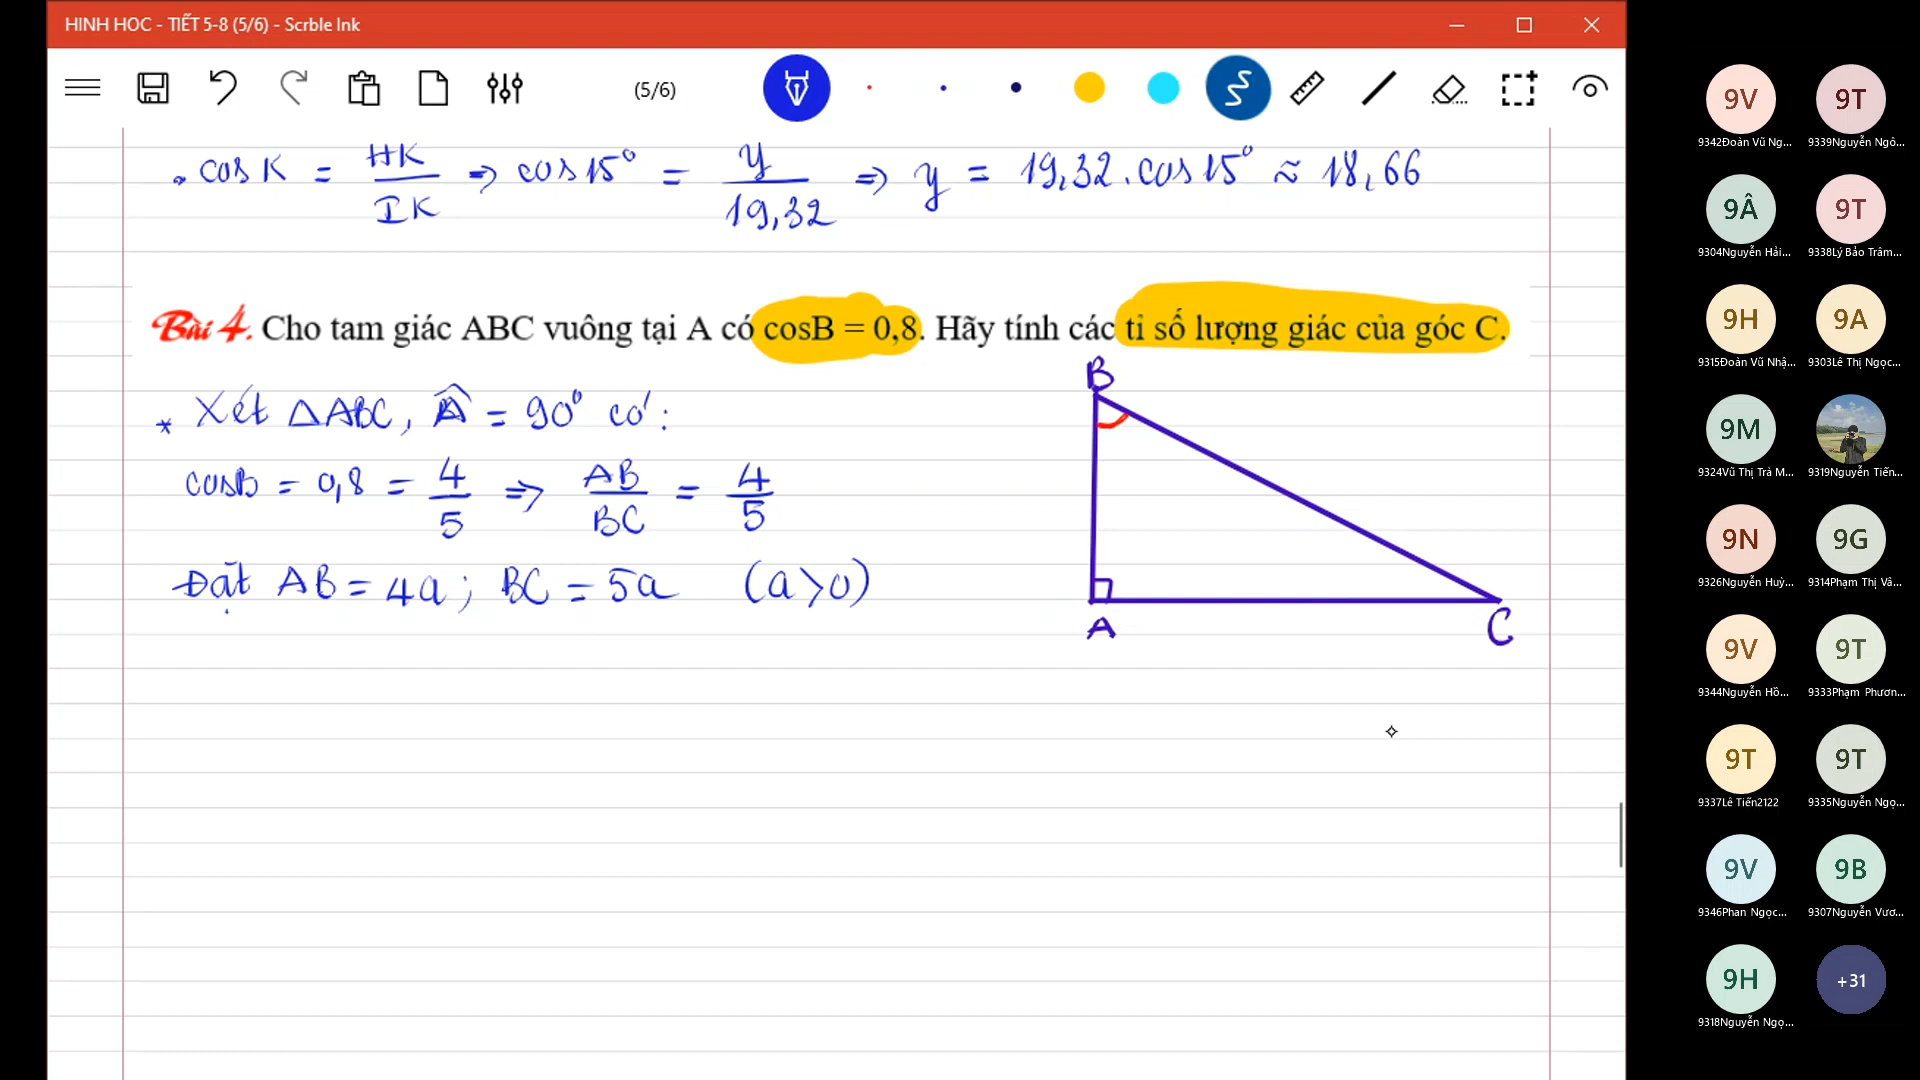 HINH HOC - TIẾT 5-8 (5/6) - Scrble Ink
(5/6)
. cos K = HK/IK => cos 15° = y/19,32 => y = 19,32 . cos 15° ≈ 18,66
Bài 4. Cho tam giác ABC vuông tại A có cosB = 0,8. Hãy tính các tỉ số lượng giác của góc C.
* Xét △ABC, Â = 90° có:
cosB = 0,8 = 4/5 => AB/BC = 4/5
Đặt AB = 4a; BC = 5a (a>0)
B
A
C
9V
9T
9342Đoàn Vũ Ng...
9339Nguyễn Ngô...
9Â
9T
9304Nguyễn Hải...
9338Lý Bảo Trâm...
9H
9A
9315Đoàn Vũ Nhậ...
9303Lê Thị Ngọc...
9M
9324Vũ Thị Trà M...
9319Nguyễn Tiến...
9N
9G
9326Nguyễn Huỳ...
9314Phạm Thị Vâ...
9V
9T
9344Nguyễn Hồ...
9333Phạm Phươn...
9T
9T
9337Lê Tiến2122
9335Nguyễn Ngọ...
9V
9B
9346Phan Ngọc...
9307Nguyễn Vươ...
9H
+31
9318Nguyễn Ngọ...